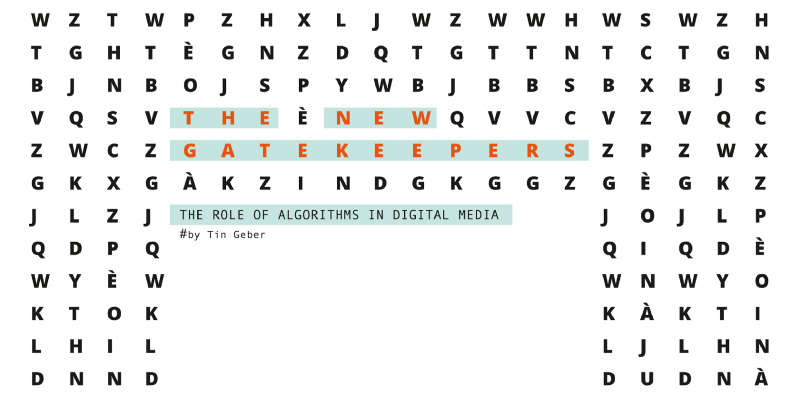 W Z T W P Z H X L J W Z W W H W S W Z H
T G H T È G N Z D Q T G T T N T C T G N
B J N B O J S P Y W B J B B S B X B J S
V Q S V T H E È N E W Q V V C V Z V Q C
Z W C Z G A T E K E E P E R S Z P Z W X
G K X G À K Z I N D G K G G Z G È G K Z
J L Z J THE ROLE OF ALGORITHMS IN DIGITAL MEDIA J O J L P
#by Tin Geber
Q D P Q Q I Q D È
W Y È W W N W Y O
K T O K K À K T I
L H I L L J L H N
D N N D D U D N À